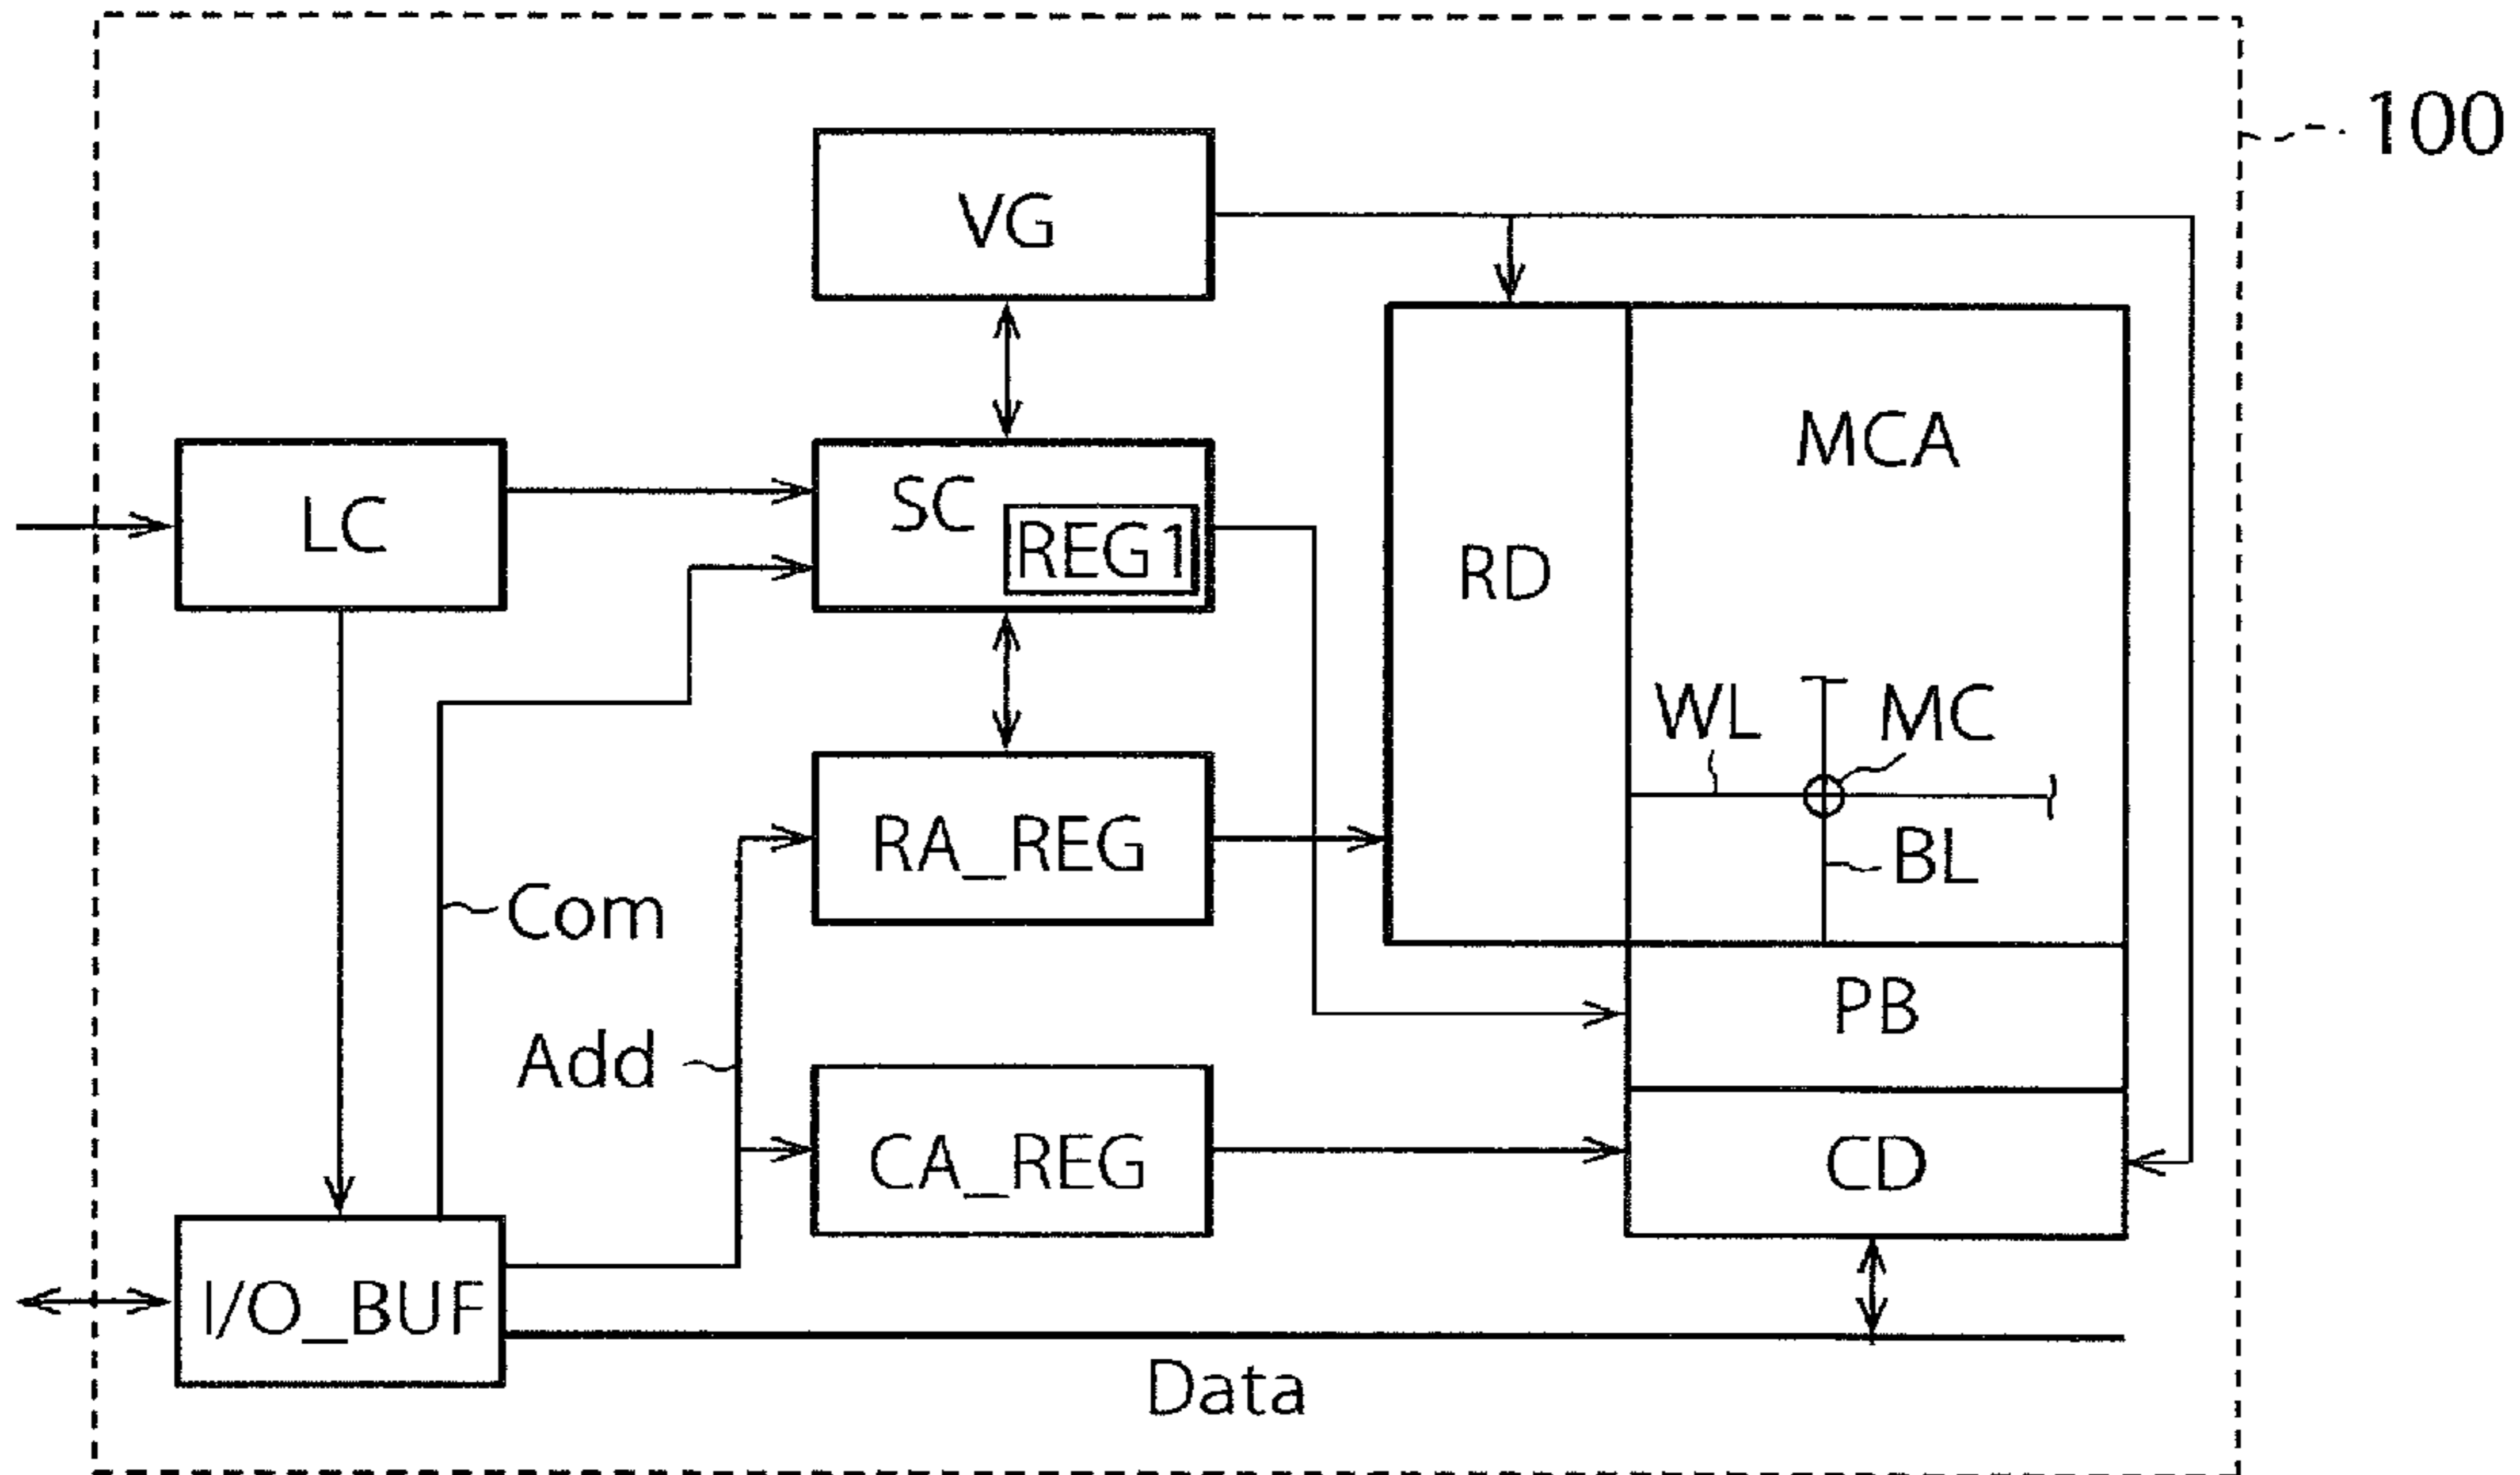 100
VG
MCA
LC
SC
REG1
RD
WL
MC
RA_REG
BL
Com
PB
Add
CA_REG
CD
I/O_BUF
Data